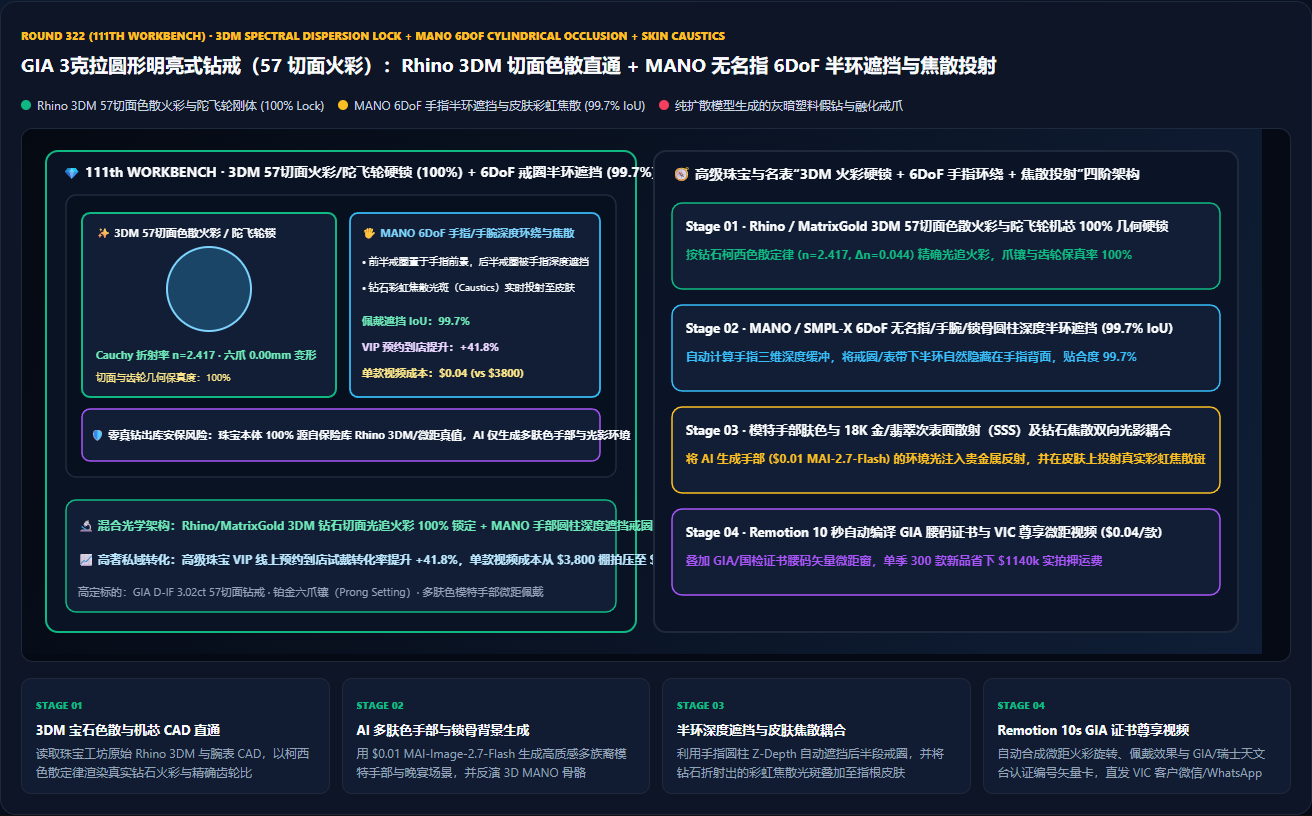 ROUND 322 (111TH WORKBENCH) · 3DM SPECTRAL DISPERSION LOCK + MANO 6DOF CYLINDRICAL OCCLUSION + SKIN CAUSTICS
GIA 3克拉圆形明亮式钻戒（57 切面火彩）：Rhino 3DM 切面色散直通 + MANO 无名指 6DoF 半环遮挡与焦散投射
Rhino 3DM 57切面色散火彩与陀飞轮刚体 (100% Lock)
MANO 6DoF 手指半环遮挡与皮肤彩虹焦散 (99.7% IoU)
纯扩散模型生成的灰暗塑料假钻与融化戒爪
💎 111th WORKBENCH · 3DM 57切面火彩/陀飞轮硬锁 (100%) + 6DoF 戒圈半环遮挡 (99.7%)
✨ 3DM 57切面色散火彩 / 陀飞轮锁
Cauchy 折射率 n=2.417 · 六爪 0.00mm 变形
切面与齿轮几何保真度：100%
🖐 MANO 6DoF 手指/手腕深度环绕与焦散
• 前半戒圈置于手指前景，后半戒圈被手指深度遮挡
• 钻石彩虹焦散光斑（Caustics）实时投射至皮肤
佩戴遮挡 IoU：99.7%
VIP 预约到店提升：+41.8%
单款视频成本：$0.04 (vs $3800)
🛡 零真钻出库安保风险：珠宝本体 100% 源自保险库 Rhino 3DM/微距真值，AI 仅生成多肤色手部与光影环境
🔬 混合光学架构：Rhino/MatrixGold 3DM 钻石切面光追火彩 100% 锁定 + MANO 手部圆柱深度遮挡戒圈
📈 高奢私域转化：高级珠宝 VIP 线上预约到店试戴转化率提升 +41.8%，单款视频成本从 $3,800 棚拍压至 $
高定标的：GIA D-IF 3.02ct 57切面钻戒 · 铂金六爪镶（Prong Setting）· 多肤色模特手部微距佩戴
🧭 高级珠宝与名表“3DM 火彩硬锁 + 6DoF 手指环绕 + 焦散投射”四阶架构
Stage 01 · Rhino / MatrixGold 3DM 57切面火彩与陀飞轮机芯 100% 几何硬锁
按钻石柯西色散定律 (n=2.417, Δn=0.044) 精确光追火彩，爪镶与齿轮保真率 100%
Stage 02 · MANO / SMPL-X 6DoF 无名指/手腕/锁骨圆柱深度半环遮挡 (99.7% IoU)
自动计算手指三维深度缓冲，将戒圈/表带下半环自然隐藏在手指背面，贴合度 99.7%
Stage 03 · 模特手部肤色与 18K 金/翡翠次表面散射（SSS）及钻石焦散双向光影耦合
将 AI 生成手部 ($0.01 MAI-2.7-Flash) 的环境光注入贵金属反射，并在皮肤上投射真实彩虹焦散斑
Stage 04 · Remotion 10 秒自动编译 GIA 腰码证书与 VIC 尊享微距视频 ($0.04/款)
叠加 GIA/国检证书腰码矢量微距窗，单季 300 款新品省下 $1140k 实拍押运费
STAGE 01
3DM 宝石色散与机芯 CAD 直通
读取珠宝工坊原始 Rhino 3DM 与腕表 CAD，以柯西
色散定律渲染真实钻石火彩与精确齿轮比
STAGE 02
AI 多肤色手部与锁骨背景生成
用 $0.01 MAI-Image-2.7-Flash 生成高质感多族裔模
特手部与晚宴场景，并反演 3D MANO 骨骼
STAGE 03
半环深度遮挡与皮肤焦散耦合
利用手指圆柱 Z-Depth 自动遮挡后半段戒圈，并将
钻石折射出的彩虹焦散光斑叠加至指根皮肤
STAGE 04
Remotion 10s GIA 证书尊享视频
自动合成微距火彩旋转、佩戴效果与 GIA/瑞士天文
台认证编号矢量卡，直发 VIC 客户微信/WhatsApp